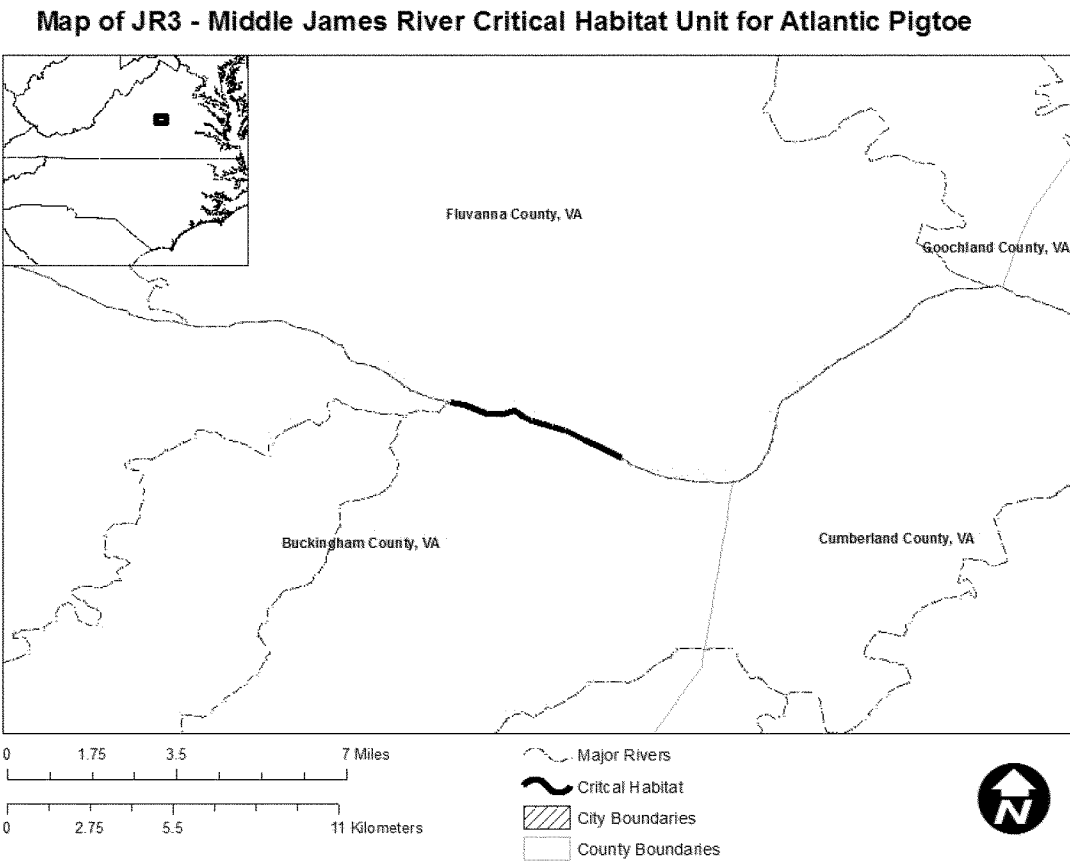 Map of JR3 - Middle James River Critical Habitat Unit for Atlantic Pigtoe
Fluvanna County, VA
Goochland County, VA
Buckingham County, VA
Cumberland County, VA
0 1.75 3.5 7 Miles
0 2.75 5.5 11 Kilometers
Major Rivers
Critcal Habitat
City Boundaries
County Boundaries
N